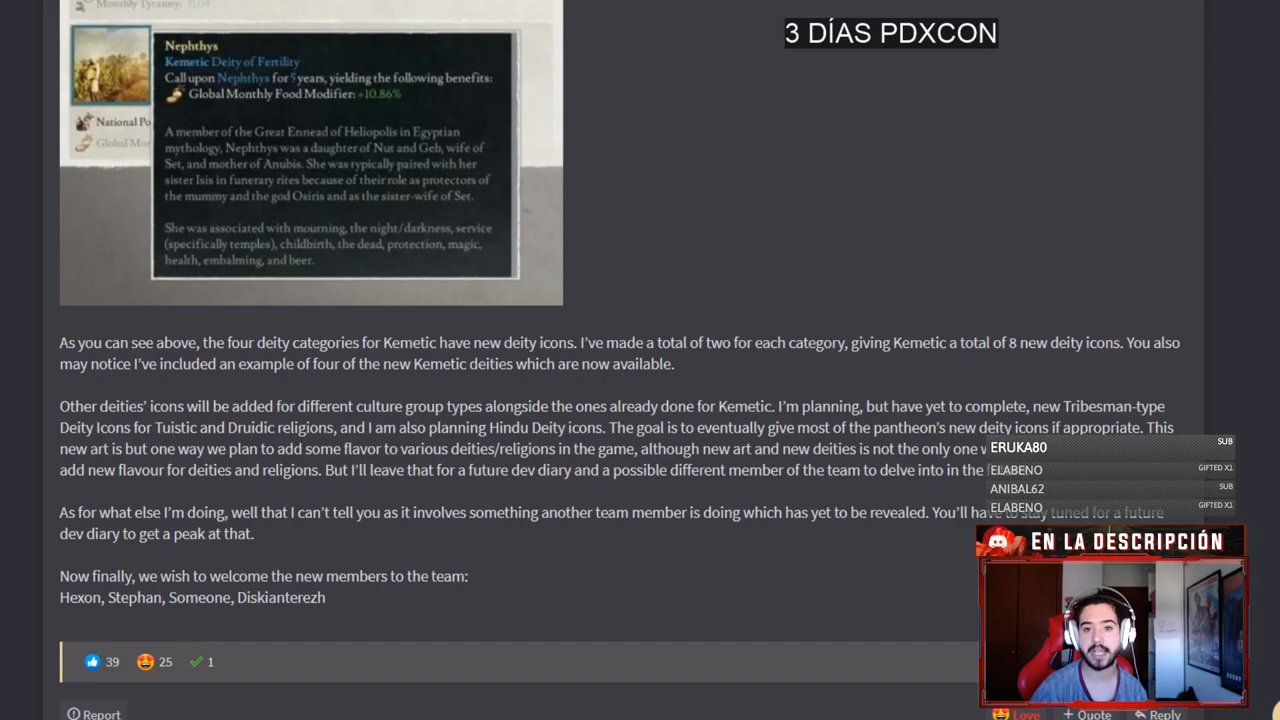 Monthly Tyranny: -0.04
3 DÍAS PDXCON
Nephthys
Kemetic Deity of Fertility
Call upon Nephthys for 5 years, yielding the following benefits:
Global Monthly Food Modifier: +10.86%
National Po
Global Mo
A member of the Great Ennead of Heliopolis in Egyptian
mythology, Nephthys was a daughter of Nut and Geb, wife of
Set, and mother of Anubis. She was typically paired with her
sister Isis in funerary rites because of their role as protectors of
the mummy and the god Osiris and as the sister-wife of Set.
She was associated with mourning, the night/darkness, service
(specifically temples), childbirth, the dead, protection, magic,
health, embalming, and beer.
As you can see above, the four deity categories for Kemetic have new deity icons. I've made a total of two for each category, giving Kemetic a total of 8 new deity icons. You also
may notice I've included an example of four of the new Kemetic deities which are now available.
Other deities' icons will be added for different culture group types alongside the ones already done for Kemetic. I'm planning, but have yet to complete, new Tribesman-type
Deity Icons for Tuistic and Druidic religions, and I am also planning Hindu Deity icons. The goal is to eventually give most of the pantheon's new deity icons if appropriate. This
new art is but one way we plan to add some flavor to various deities/religions in the game, although new art and new deities is not the only one w
add new flavour for deities and religions. But I'll leave that for a future dev diary and a possible different member of the team to delve into in the
As for what else I'm doing, well that I can't tell you as it involves something another team member is doing which has yet to be revealed. You'll have to stay tuned for a future
dev diary to get a peak at that.
Now finally, we wish to welcome the new members to the team:
Hexon, Stephan, Someone, Diskianterezh
ERUKA80 SUB
ELABENO GIFTED X1
ANIBAL62 SUB
ELABENO GIFTED X1
EN LA DESCRIPCIÓN
39 25 1
Report
Love Quote Reply